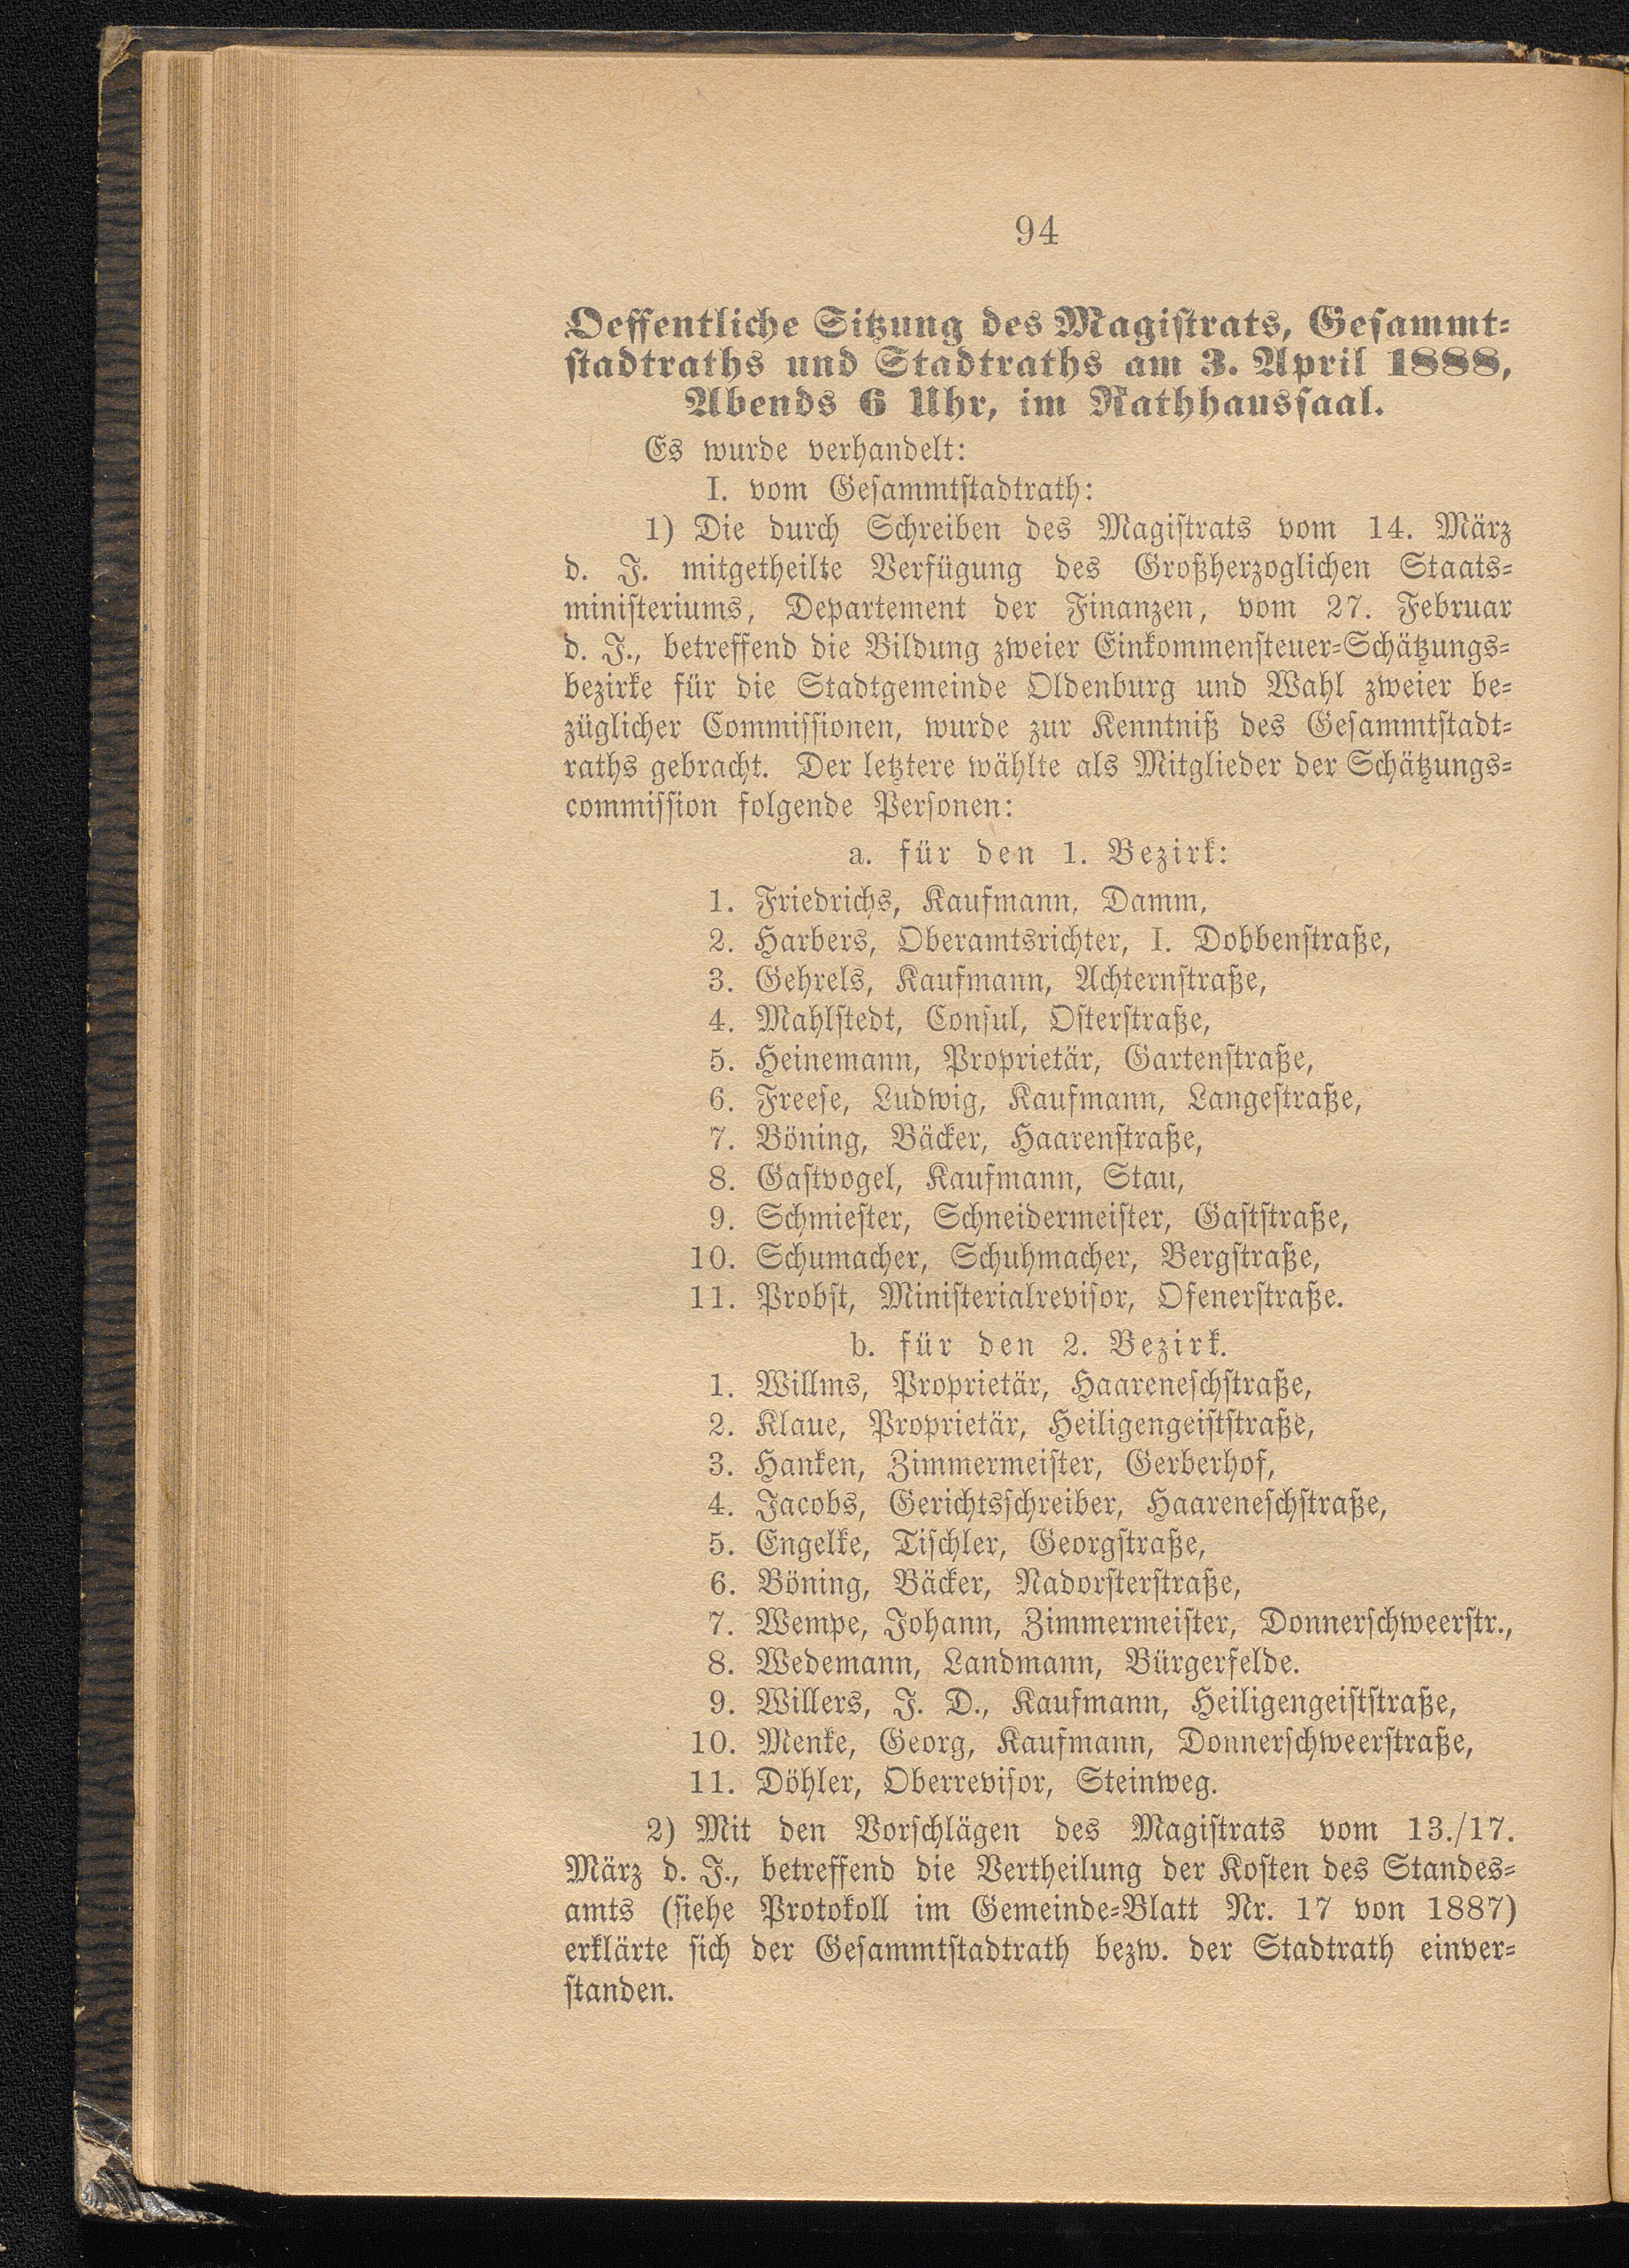 94
Oeffentliche Sitzung des Magiſtrats, Geſammt-
ſtadtraths und Stadtraths am 3. April 1888,
Abends 6 Uhr, im Rathhausſaal.
Es wurde verhandelt:
I. vom Geſammtſtadtrath:
1) Die durch Schreiben des Magiſtrats vom 14. März
d. J. mitgetheilte Verfügung des Großherzoglichen Staats-
miniſteriums, Departement der Finanzen, vom 27. Februar
d. J., betreffend die Bildung zweier Einkommenſteuer-Schätzungs-
bezirke für die Stadtgemeinde Oldenburg und Wahl zweier be-
züglicher Commiſſionen, wurde zur Kenntniß des Geſammtſtadt-
raths gebracht. Der letztere wählte als Mitglieder der Schätzungs-
commiſſion folgende Perſonen:
a. für den 1. Bezirk:
1. Friedrichs, Kaufmann, Damm,
2. Harbers, Oberamtsrichter, I. Dobbenſtraße,
3. Gehrels, Kaufmann, Achternſtraße,
4. Mahlſtedt, Conſul, Oſterſtraße,
5. Heinemann, Proprietär, Gartenſtraße,
6. Freeſe, Ludwig, Kaufmann, Langeſtraße,
7. Böning, Bäcker, Haarenſtraße,
8. Gaſtvogel, Kaufmann, Stau,
9. Schmieſter, Schneidermeiſter, Gaſtſtraße,
10. Schumacher, Schuhmacher, Bergſtraße,
11. Probſt, Miniſterialreviſor, Ofenerſtraße.
b. für den 2. Bezirk.
1. Willms, Proprietär, Haareneſchſtraße,
2. Klaue, Proprietär, Heiligengeiſtſtraße,
3. Hanken, Zimmermeiſter, Gerberhof,
4. Jacobs, Gerichtsſchreiber, Haareneſchſtraße,
5. Engelke, Tiſchler, Georgſtraße,
6. Böning, Bäcker, Nadorſterſtraße,
7. Wempe, Johann, Zimmermeiſter, Donnerſchweerſtr.,
8. Wedemann, Landmann, Bürgerfelde.
9. Willers, J. D., Kaufmann, Heiligengeiſtſtraße,
10. Menke, Georg, Kaufmann, Donnerſchweerſtraße,
11. Döhler, Oberreviſor, Steinweg.
2) Mit den Vorſchlägen des Magiſtrats vom 13./17.
März d. J., betreffend die Vertheilung der Koſten des Standes-
amts (ſiehe Protokoll im Gemeinde-Blatt Nr. 17 von 1887)
erklärte ſich der Geſammtſtadtrath bezw. der Stadtrath einver-
ſtanden.